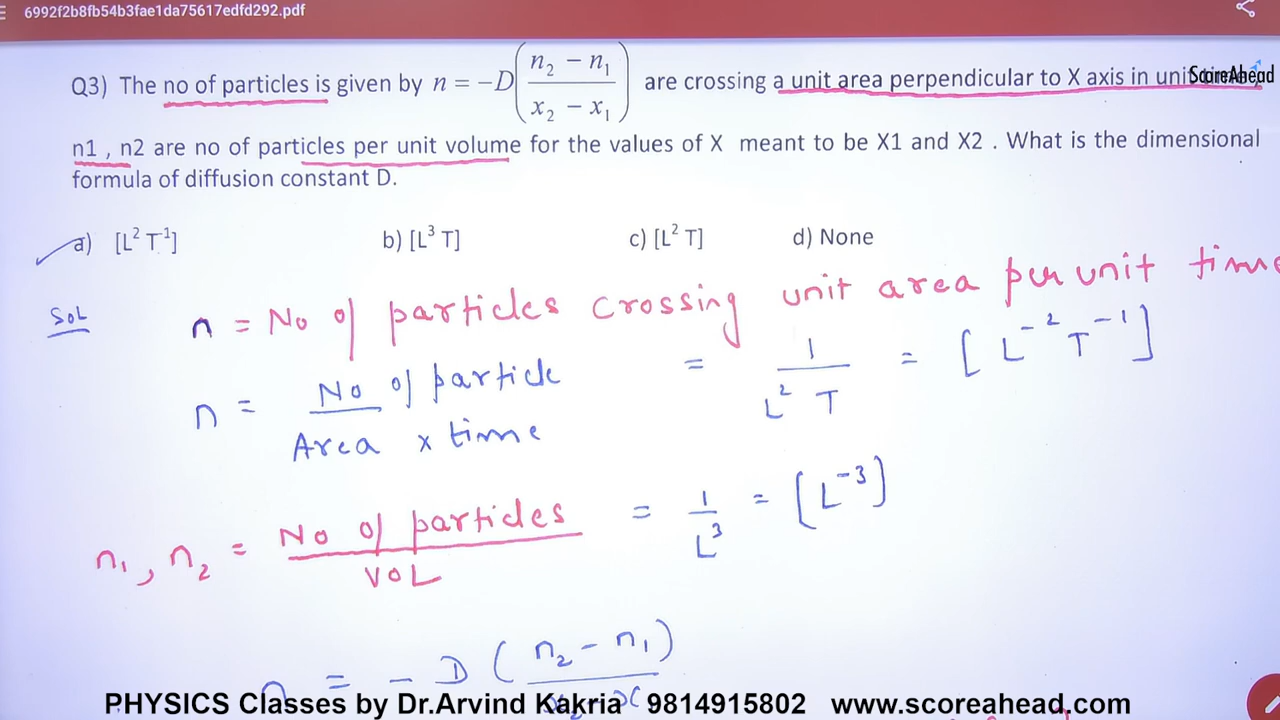 6992f2b8fb54b3fae1da75617edfd292.pdf
Q3) The no of particles is given by n = -D((n₂ - n₁)/(x₂ - x₁)) are crossing a unit area perpendicular to X axis in unit
ScoreAhead
n1 , n2 are no of particles per unit volume for the values of X meant to be X1 and X2 . What is the dimensional
formula of diffusion constant D.
a) [L² T¹] b) [L³ T] c) [L² T] d) None
Sol
n = No of particles crossing unit area per unit time
n = No of particle / Area x time = 1 / L² T = [L⁻² T⁻¹]
n₁, n₂ = No of particles / VOL = 1 / L³ = [L⁻³]
= - D (n₂ - n₁)
PHYSICS Classes by Dr.Arvind Kakria 9814915802 www.scoreahead.com